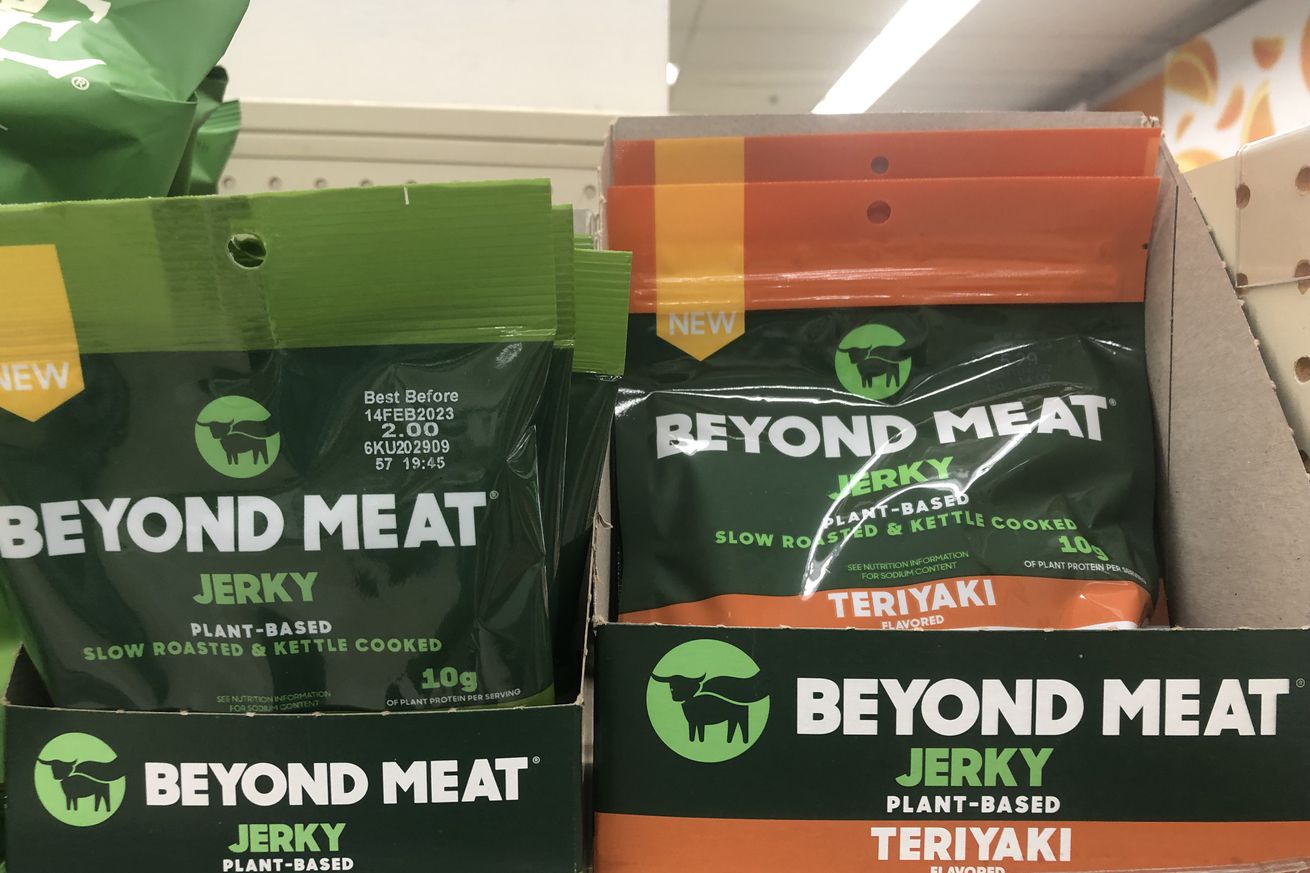 ®
NEW
Best Before
14FEB2023
2.00
6KU202909
57 19:45
BEYOND MEAT®
JERKY
PLANT-BASED
SLOW ROASTED & KETTLE COOKED
10g
OF PLANT PROTEIN PER SERVING
SEE NUTRITION INFORMATION
FOR SODIUM CONTENT
BEYOND MEAT®
JERKY
PLANT-BASED
NEW
BEYOND MEAT®
JERKY
PLANT-BASED
SLOW ROASTED & KETTLE COOKED
10g
OF PLANT PROTEIN PER SERVING
SEE NUTRITION INFORMATION
FOR SODIUM CONTENT
TERIYAKI
FLAVORED
BEYOND MEAT®
JERKY
PLANT-BASED
TERIYAKI
FLAVORED